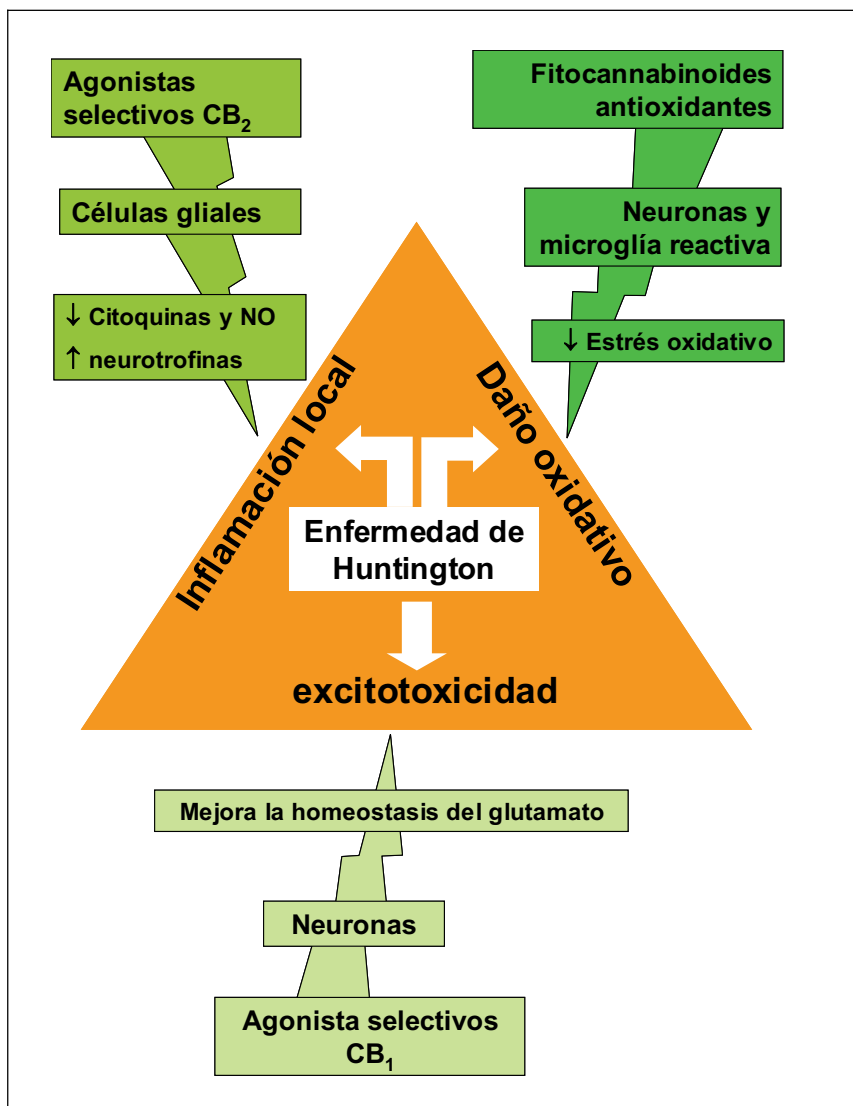 Agonistas
selectivos CB₂
Células gliales
↓ Citoquinas y NO
↑ neurotrofinas
Fitocannabinoides
antioxidantes
Neuronas y
microglía reactiva
↓ Estrés oxidativo
Inflamación local
Daño oxidativo
Enfermedad de
Huntington
excitotoxicidad
Mejora la homeostasis del glutamato
Neuronas
Agonista selectivos
CB₁